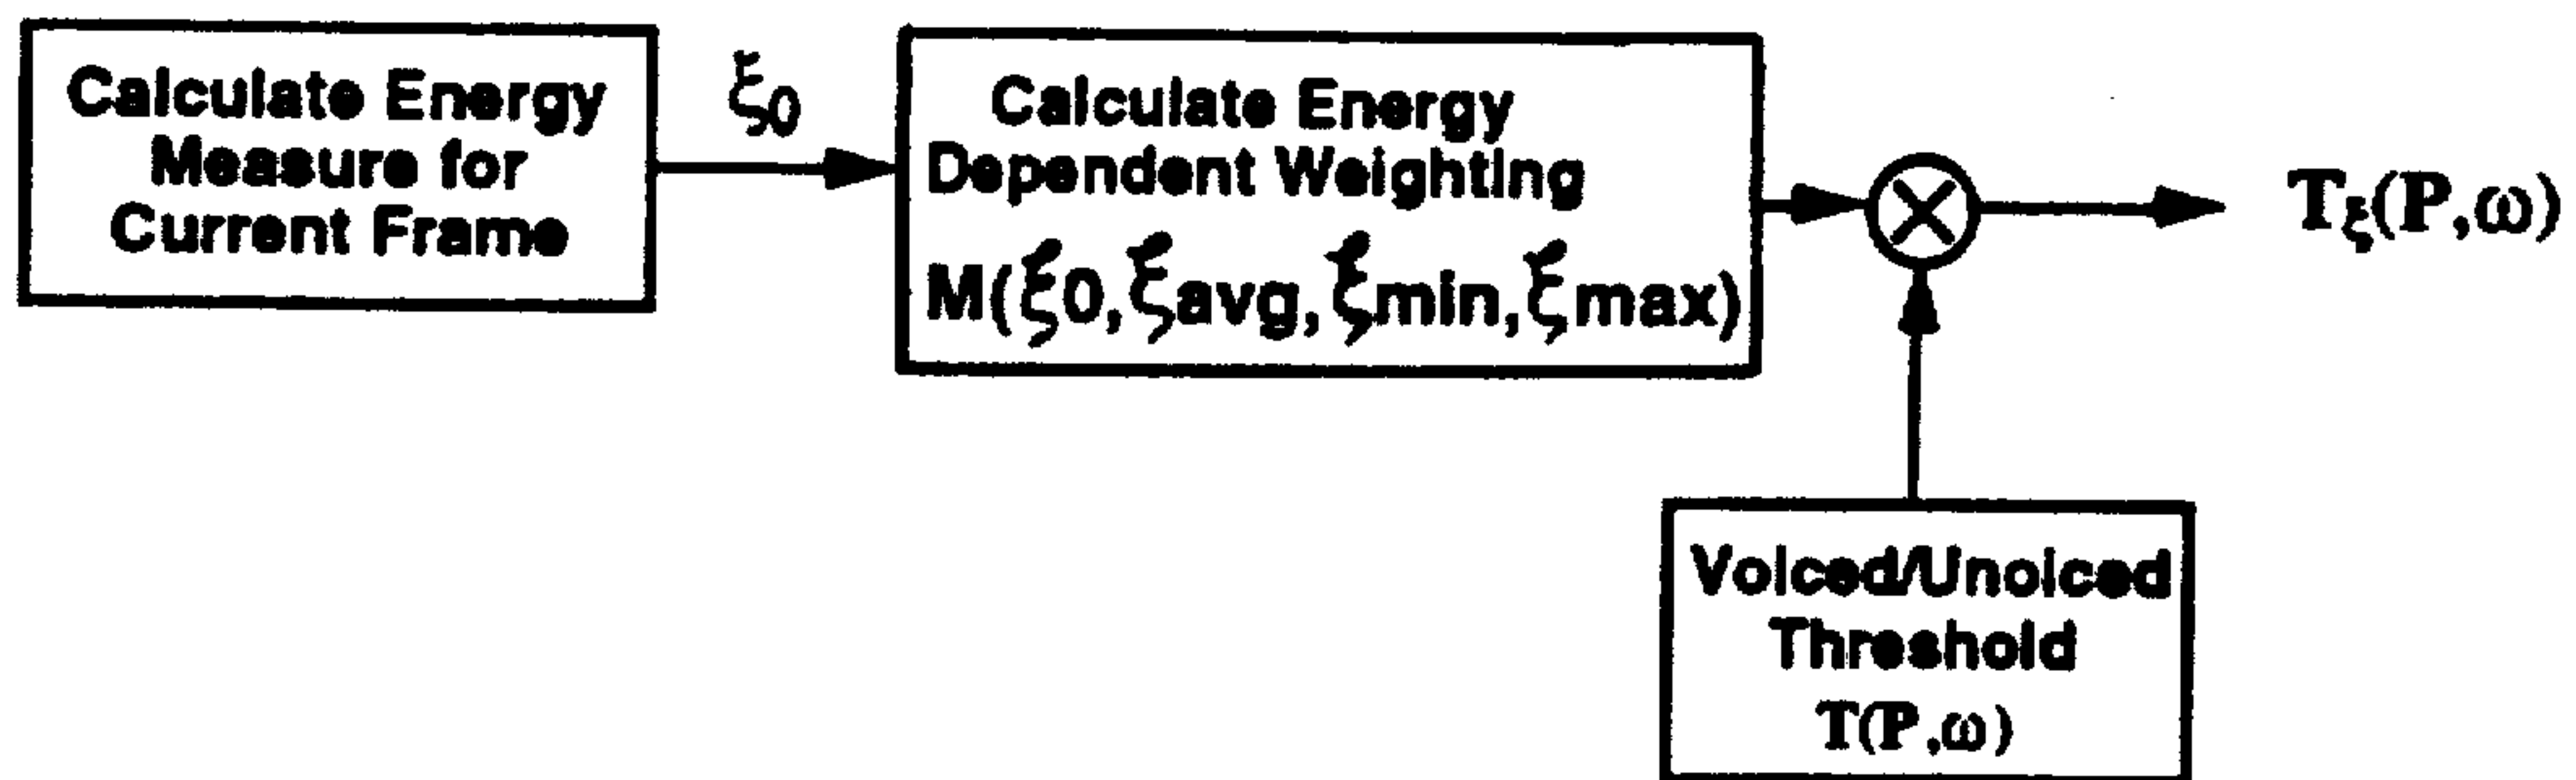 Calculate Energy
Measure for
Current Frame
ξ0
Calculate Energy
Dependent Weighting
M(ξ0,ξavg,ξmin,ξmax)
Tξ(P,ω)
Voiced/Unoiced
Threshold
T(P,ω)